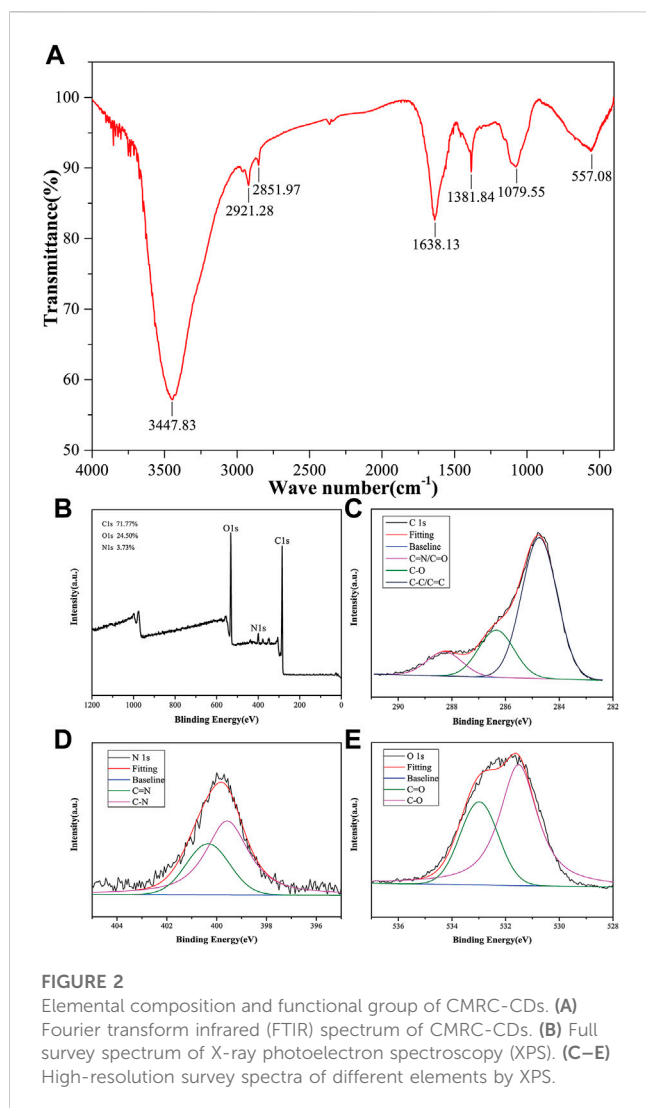 A
Transmittance(%)
100
90
80
70
60
50
3447.83
2921.28
2851.97
1638.13
1381.84
1079.55
557.08
4000 3500 3000 2500 2000 1500 1000 500
Wave number(cm-1)
B
C1s 71.77%
O1s 24.50%
N1s 3.73%
O1s
C1s
N1s
Intensity(a.u.)
1200 1000 800 600 400 200 0
Blinding Energy(eV)
C
C 1s
Fitting
Baseline
C=N/C=O
C-O
C-C/C=C
Intensity(a.u.)
290 288 286 284 282
Blinding Energy(eV)
D
N 1s
Fitting
Baseline
C=N
C-N
Intensity(a.u.)
404 402 400 398 396
Binding Energy(eV)
E
O 1s
Fitting
Baseline
C=O
C-O
Intensity(a.u.)
536 534 532 530 528
Binding Energy(eV)
FIGURE 2
Elemental composition and functional group of CMRC-CDs. (A)
Fourier transform infrared (FTIR) spectrum of CMRC-CDs. (B) Full
survey spectrum of X-ray photoelectron spectroscopy (XPS). (C–E)
High-resolution survey spectra of different elements by XPS.